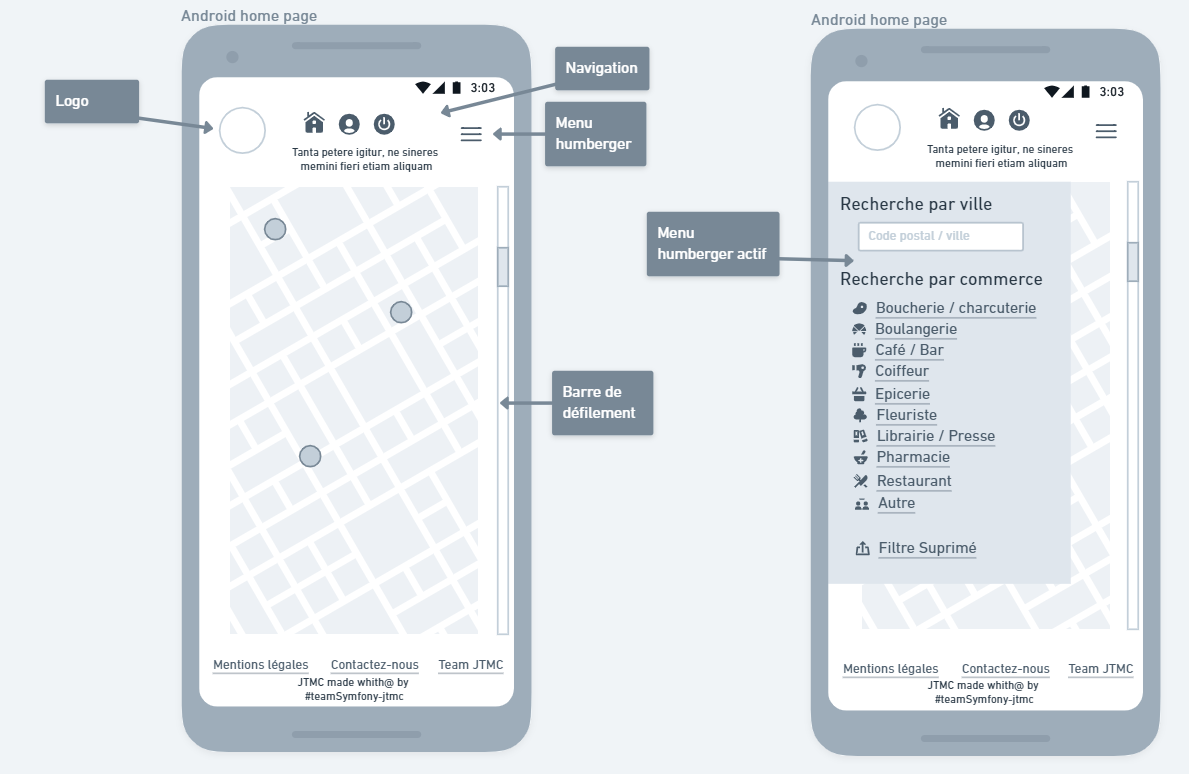 Android home page
Logo
Navigation
Menu
humberger
3:03
Tanta petere igitur, ne sineres
memini fieri etiam aliquam
Barre de
défilement
Mentions légales
Contactez-nous
Team JTMC
JTMC made whith@ by
#teamSymfony-jtmc
Android home page
3:03
Tanta petere igitur, ne sineres
memini fieri etiam aliquam
Menu
humberger actif
Recherche par ville
Code postal / ville
Recherche par commerce
Boucherie / charcuterie
Boulangerie
Café / Bar
Coiffeur
Epicerie
Fleuriste
Librairie / Presse
Pharmacie
Restaurant
Autre
Filtre Suprimé
Mentions légales
Contactez-nous
Team JTMC
JTMC made whith@ by
#teamSymfony-jtmc